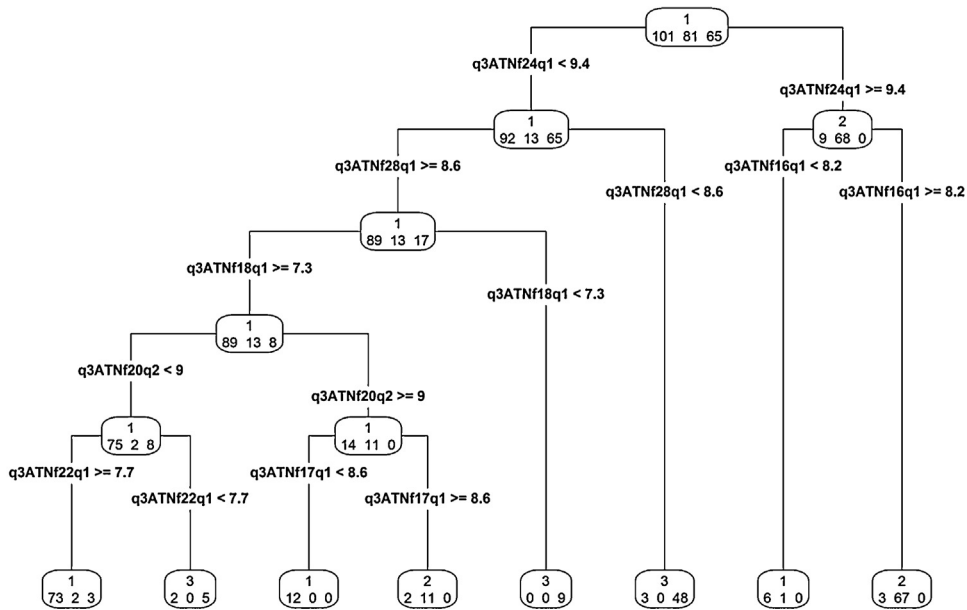 1
101 81 65
q3ATNf24q1 < 9.4
q3ATNf24q1 >= 9.4
1
92 13 65
2
9 68 0
q3ATNf28q1 >= 8.6
q3ATNf28q1 < 8.6
q3ATNf16q1 < 8.2
q3ATNf16q1 >= 8.2
1
89 13 17
q3ATNf18q1 >= 7.3
q3ATNf18q1 < 7.3
1
89 13 8
q3ATNf20q2 < 9
q3ATNf20q2 >= 9
1
75 2 8
1
14 11 0
q3ATNf22q1 >= 7.7
q3ATNf22q1 < 7.7
q3ATNf17q1 < 8.6
q3ATNf17q1 >= 8.6
1
73 2 3
3
2 0 5
1
12 0 0
2
2 11 0
3
0 0 9
3
3 0 48
1
6 1 0
2
3 67 0